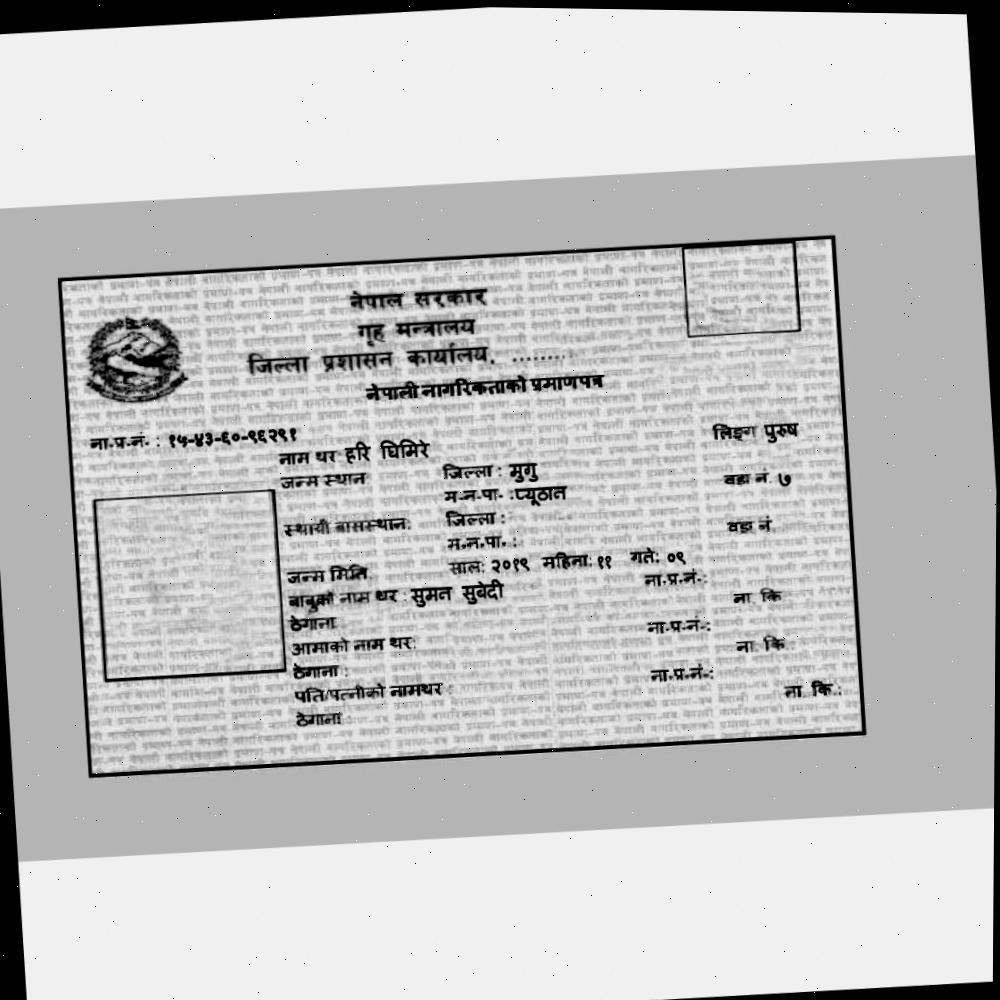 नेपाल सरकार
गृह मन्त्रालय
जिल्ला प्रशासन कार्यालय. ........
नेपाली नागरिकताको प्रमाणपत्र
ना.प्र.नं. : १५-४३-६०-९६२९१
लिङ्ग पुरुष
नाम थर हरि घिमिरे
जन्म स्थान जिल्ला : मुगु
म.न.पा. :प्यूठान वडा नं. ७
स्थायी बासस्थान: जिल्ला :
म.न.पा. : वडा नं.
जन्म मिति साल: २०१९ महिना: ११ गते: ०९
बाबुको नाम थर : सुमन सुवेदी ना.प्र.नं.:
ठेगाना ना. कि
आमाको नाम थर: ना.प्र.नं.:
ठेगाना : ना. कि :
पति/पत्नीको नामथर : ना.प्र.नं.:
ठेगाना : ना. कि.: